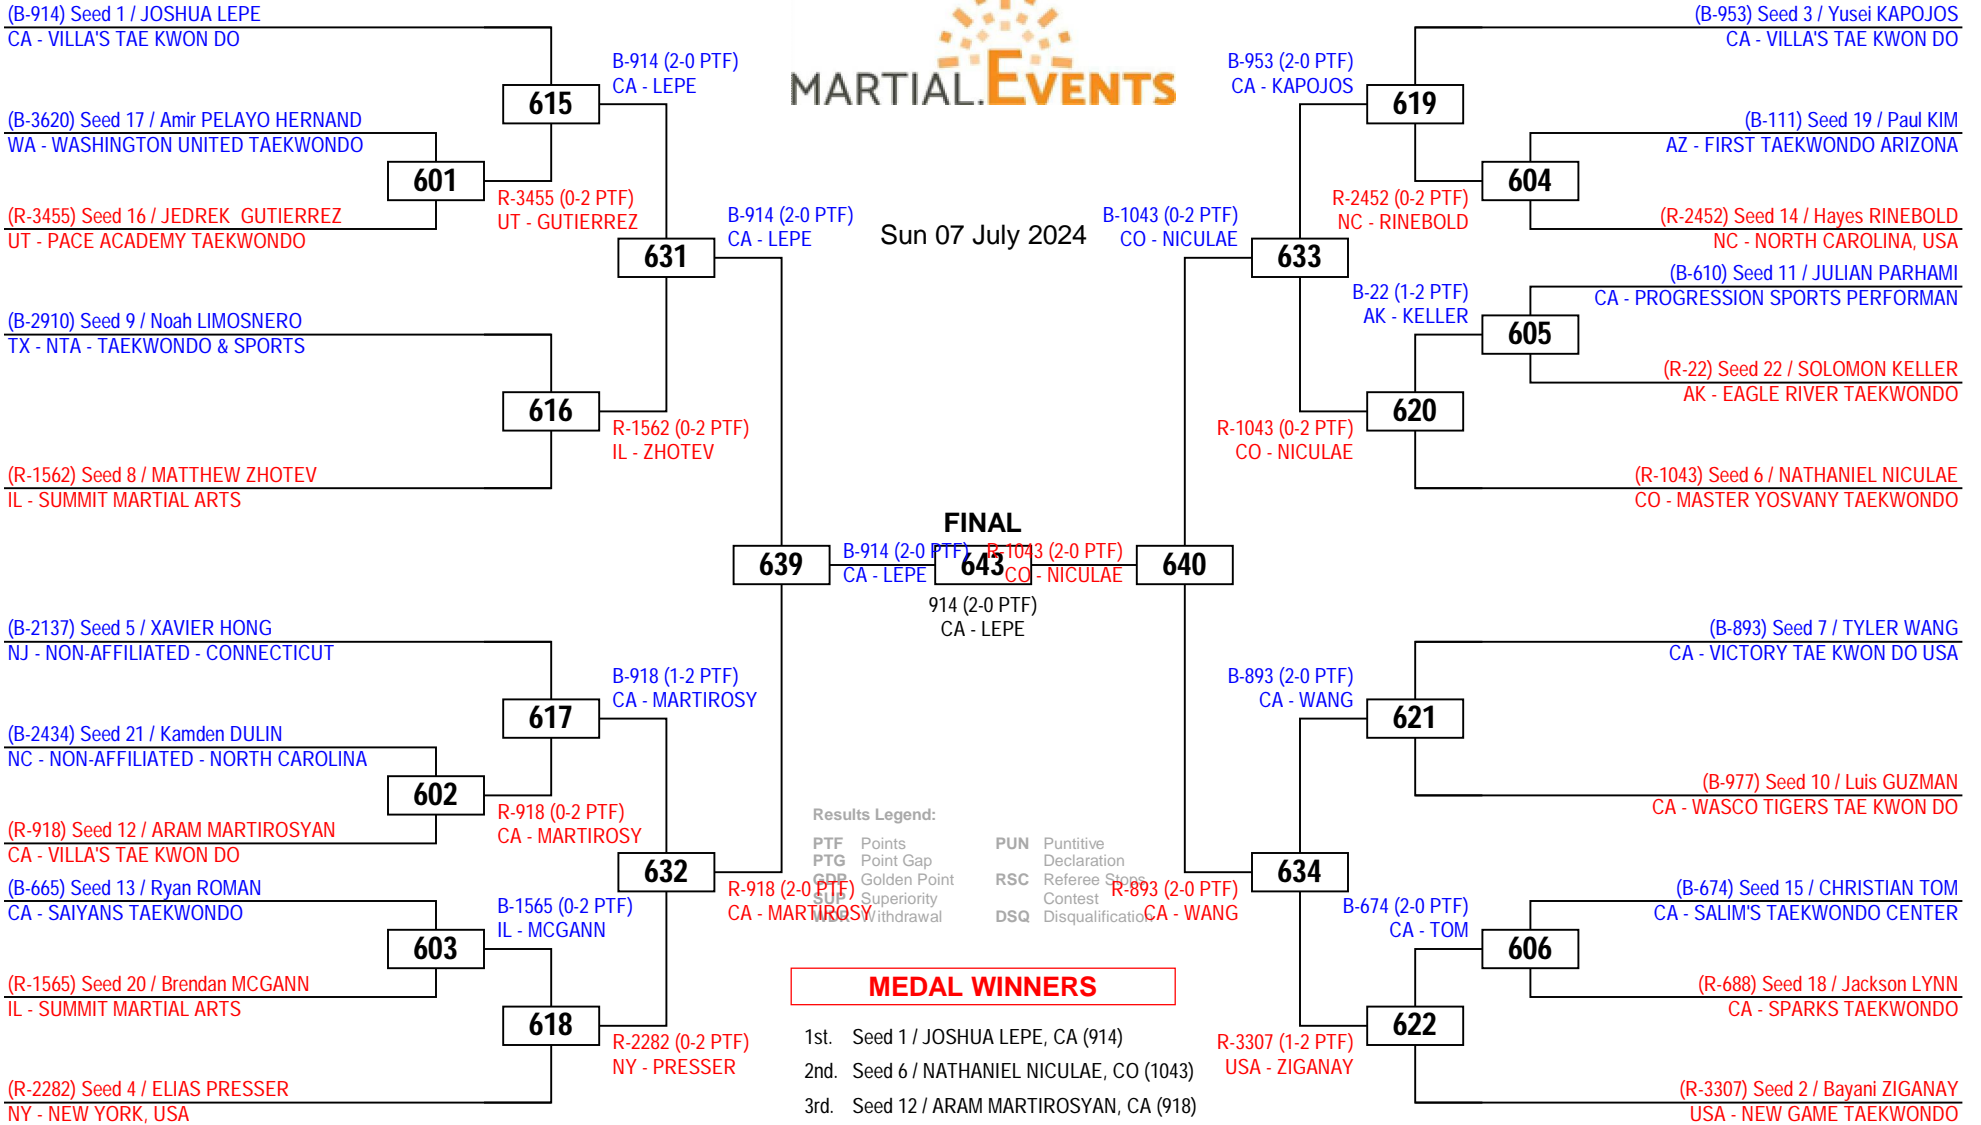 (B-914) Seed 1 / JOSHUA LEPE
CA - VILLA'S TAE KWON DO
B-914 (2-0 PTF)
CA - LEPE
615
(B-3620) Seed 17 / Amir PELAYO HERNAND
WA - WASHINGTON UNITED TAEKWONDO
601
R-3455 (0-2 PTF)
UT - GUTIERREZ
(R-3455) Seed 16 / JEDREK  GUTIERREZ
UT - PACE ACADEMY TAEKWONDO
631
B-914 (2-0 PTF)
CA - LEPE
(B-2910) Seed 9 / Noah LIMOSNERO
TX - NTA - TAEKWONDO & SPORTS
616
R-1562 (0-2 PTF)
IL - ZHOTEV
(R-1562) Seed 8 / MATTHEW ZHOTEV
IL - SUMMIT MARTIAL ARTS
639
B-914 (2-0 PTF)
CA - LEPE
(B-2137) Seed 5 / XAVIER HONG
NJ - NON-AFFILIATED - CONNECTICUT
B-918 (1-2 PTF)
CA - MARTIROSY
617
(B-2434) Seed 21 / Kamden DULIN
NC - NON-AFFILIATED - NORTH CAROLINA
602
R-918 (0-2 PTF)
CA - MARTIROSY
(R-918) Seed 12 / ARAM MARTIROSYAN
CA - VILLA'S TAE KWON DO
632
R-918 (2-0 PTF)
CA - MARTIROSY
(B-665) Seed 13 / Ryan ROMAN
CA - SAIYANS TAEKWONDO
B-1565 (0-2 PTF)
IL - MCGANN
603
(R-1565) Seed 20 / Brendan MCGANN
IL - SUMMIT MARTIAL ARTS
618
R-2282 (0-2 PTF)
NY - PRESSER
(R-2282) Seed 4 / ELIAS PRESSER
NY - NEW YORK, USA
MARTIAL.EVENTS
Sun 07 July 2024
FINAL
643
914 (2-0 PTF)
CA - LEPE
Results Legend:
PTF Points
PTG Point Gap
GDP Golden Point
SUP Superiority
WDR Withdrawal
PUN Puntitive
Declaration
RSC Referee Stops
Contest
DSQ Disqualification
MEDAL WINNERS
1st. Seed 1 / JOSHUA LEPE, CA (914)
2nd. Seed 6 / NATHANIEL NICULAE, CO (1043)
3rd. Seed 12 / ARAM MARTIROSYAN, CA (918)
(B-953) Seed 3 / Yusei KAPOJOS
CA - VILLA'S TAE KWON DO
B-953 (2-0 PTF)
CA - KAPOJOS
619
(B-111) Seed 19 / Paul KIM
AZ - FIRST TAEKWONDO ARIZONA
604
R-2452 (0-2 PTF)
NC - RINEBOLD
(R-2452) Seed 14 / Hayes RINEBOLD
NC - NORTH CAROLINA, USA
B-1043 (0-2 PTF)
CO - NICULAE
633
(B-610) Seed 11 / JULIAN PARHAMI
CA - PROGRESSION SPORTS PERFORMAN
B-22 (1-2 PTF)
AK - KELLER
605
(R-22) Seed 22 / SOLOMON KELLER
AK - EAGLE RIVER TAEKWONDO
620
R-1043 (0-2 PTF)
CO - NICULAE
(R-1043) Seed 6 / NATHANIEL NICULAE
CO - MASTER YOSVANY TAEKWONDO
R-1043 (2-0 PTF)
CO - NICULAE
640
(B-893) Seed 7 / TYLER WANG
CA - VICTORY TAE KWON DO USA
B-893 (2-0 PTF)
CA - WANG
621
(B-977) Seed 10 / Luis GUZMAN
CA - WASCO TIGERS TAE KWON DO
634
R-893 (2-0 PTF)
CA - WANG
(B-674) Seed 15 / CHRISTIAN TOM
CA - SALIM'S TAEKWONDO CENTER
B-674 (2-0 PTF)
CA - TOM
606
(R-688) Seed 18 / Jackson LYNN
CA - SPARKS TAEKWONDO
622
R-3307 (1-2 PTF)
USA - ZIGANAY
(R-3307) Seed 2 / Bayani ZIGANAY
USA - NEW GAME TAEKWONDO